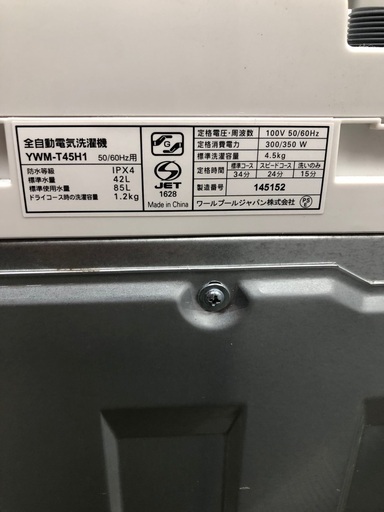 全自動電気洗濯機
YWM-T45H1 50/60Hz用
防水等級 IPX4
標準水量 42L
標準使用水量 85L
ドライコース時の洗濯容量 1.2kg
G
JET
1628
Made in China
定格電圧・周波数 100V 50/60Hz
定格消費電力 300/350 W
標準洗濯容量 4.5kg
定格時間 標準コース スピードコース 洗いのみ
34分 24分 15分
製造番号 145152
ワールプールジャパン株式会社
PSE